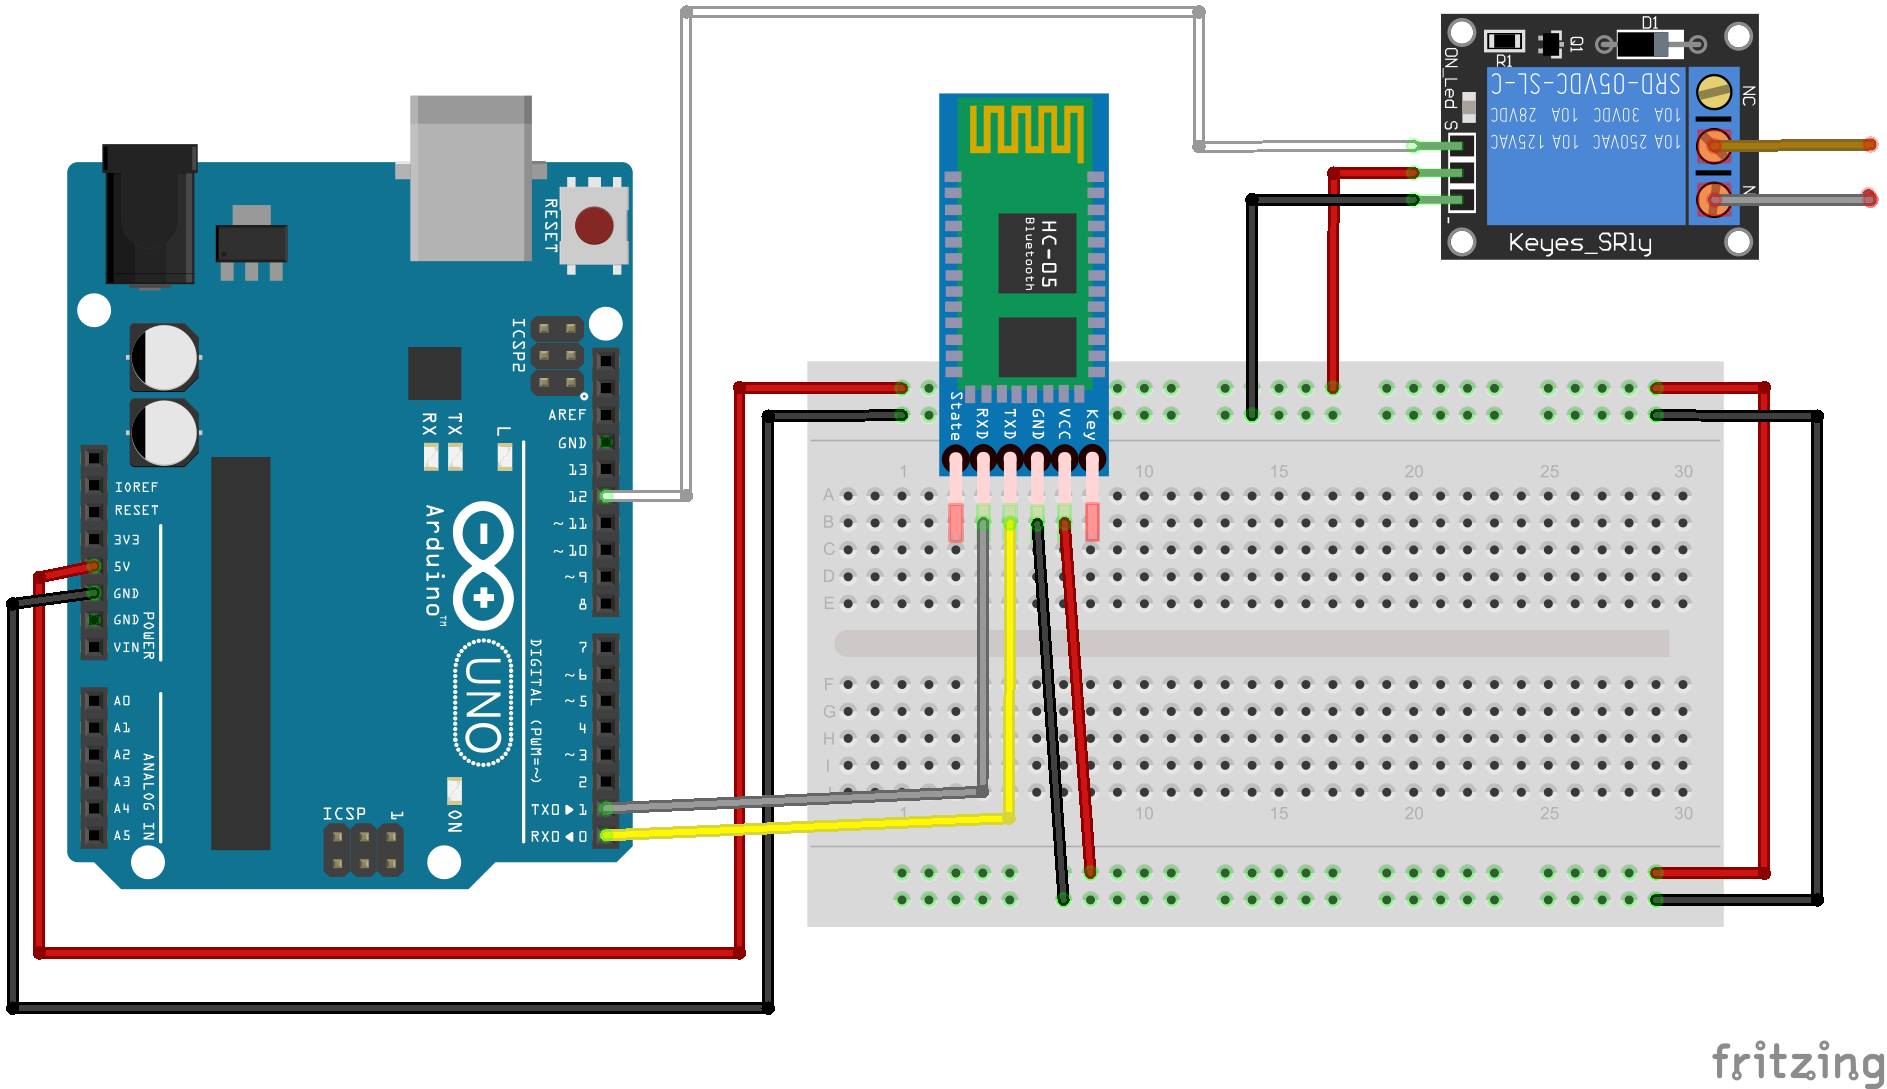 RESET
ICSP2
AREF
GND
13
12
~11
~10
~9
8
7
~6
~5
4
~3
2
TX0▶1
RX0◀0
DIGITAL (PWM=~)
RX
TX
L
Arduino™
UNO
ON
ICSP
1
IOREF
RESET
3V3
5V
GND
GND
VIN
POWER
A0
A1
A2
A3
A4
A5
ANALOG IN
HC-05
Bluetooth
State
RXD
TXD
GND
VCC
Key
ON_Led
S
-
R1
Q1
D1
SRD-05VDC-SL-C
10A 30VDC 10A 28VDC
10A 250VAC 10A 125VAC
NC
N
Keyes_SRly
1
10
15
20
25
30
A
B
C
D
E
F
G
H
I
1
10
15
20
25
30
fritzing